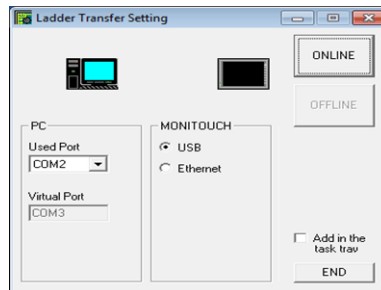 Ladder Transfer Setting
ONLINE
OFFLINE
PC
Used Port
COM2
Virtual Port
COM3
MONITOUCH
USB
Ethernet
Add in the
task tray
END